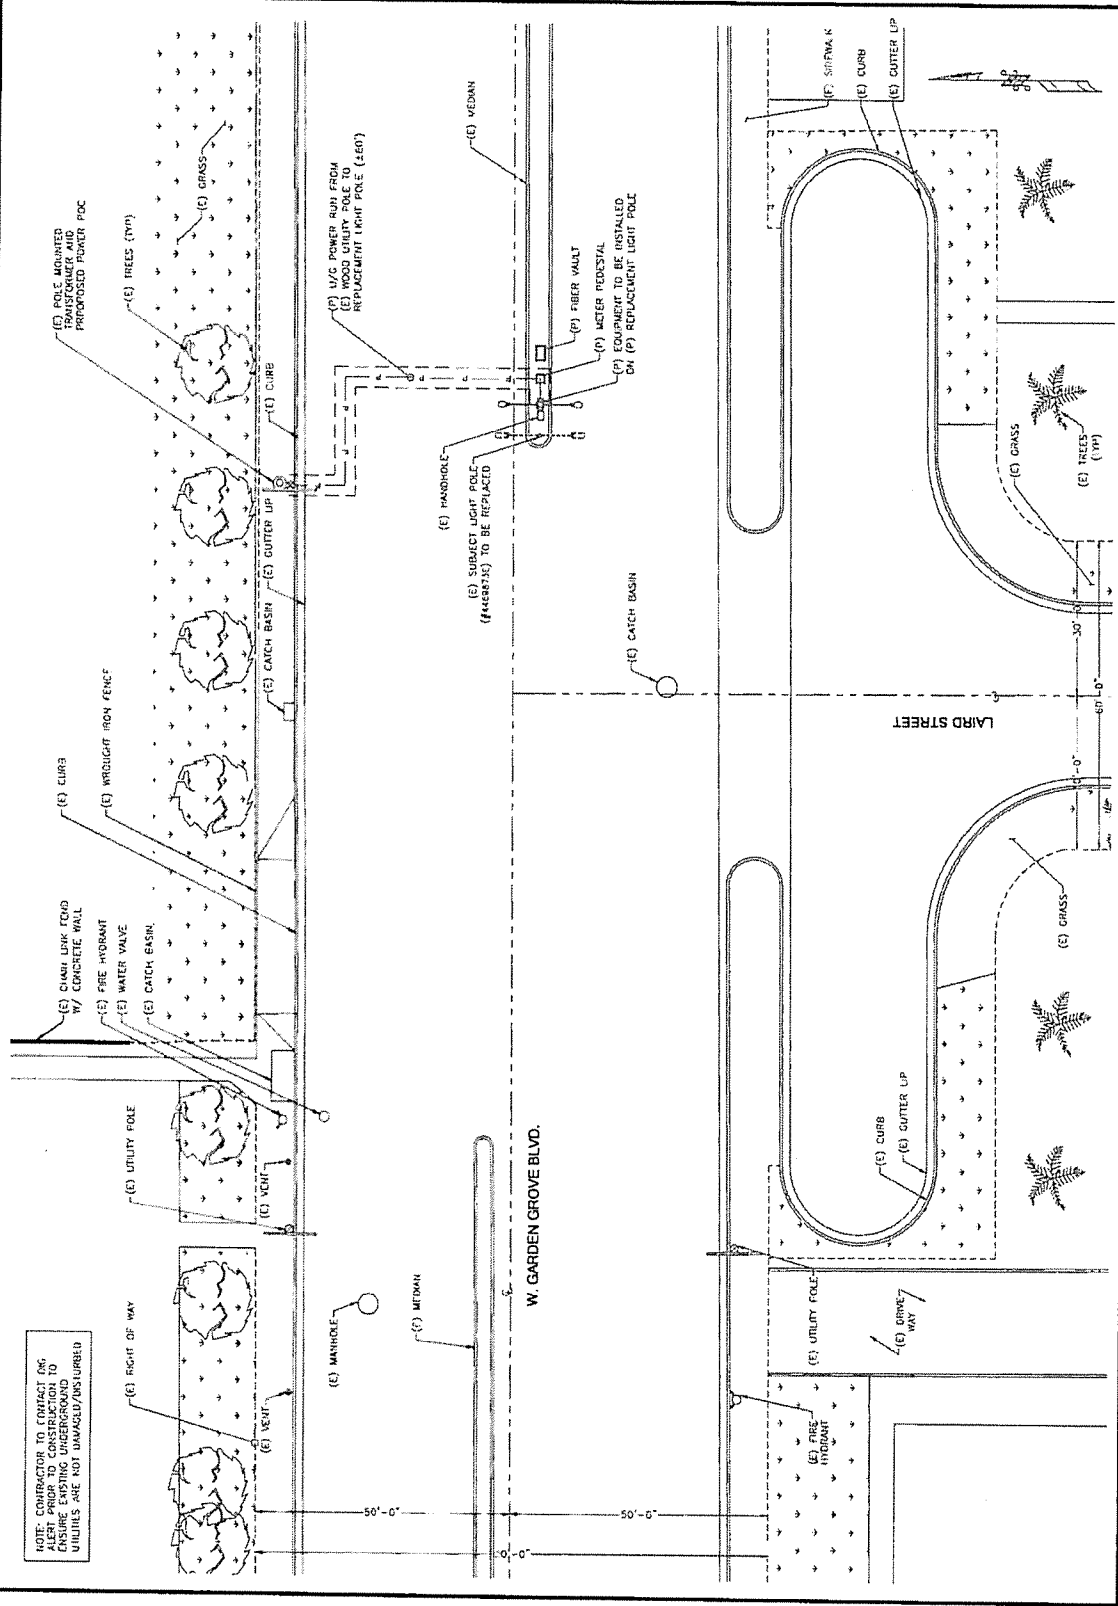 NOTE: CONTRACTOR TO CONTACT DIG
ALERT PRIOR TO CONSTRUCTION TO
ENSURE EXISTING UNDERGROUND
UTILITIES ARE NOT DAMAGED/DISTURBED
(E) RIGHT OF WAY
(E) VENT
(E) MANHOLE
(E) MEDIAN
(E) UTILITY POLE
(E) VENT
(E) CHAIN LINK FEND
W/ CONCRETE WALL
(E) FIRE HYDRANT
(E) WATER VALVE
(E) CATCH BASIN
(E) CURB
(E) WROUGHT IRON FENCE
(E) CATCH BASIN
(E) GUTTER LIP
(E) CURB
(E) POLE MOUNTED
TRANSFORMER AND
PROPOSED POWER POC
(E) TREES (TYP)
(E) GRASS
(P) U/G POWER RUN FROM
(E) WOOD UTILITY POLE TO
REPLACEMENT LIGHT POLE (±60')
(E) MEDIAN
(E) HANDHOLE
(E) SUBJECT LIGHT POLE
TO BE REPLACED
(P) FIBER VAULT
(P) METER PEDESTAL
(P) EQUIPMENT TO BE INSTALLED
ON (P) REPLACEMENT LIGHT POLE
W. GARDEN GROVE BLVD.
50'-0"
50'-0"
(E) CATCH BASIN
LAIRD STREET
(E) SIDEWALK
(E) CURB
(E) GUTTER LIP
(E) GRASS
(E) TREES
(TYP)
30'-0"
60'-0"
(E) GRASS
(E) CURB
(E) GUTTER LIP
(E) UTILITY POLE
(E) DRIVE
WAY
(E) FIRE
HYDRANT